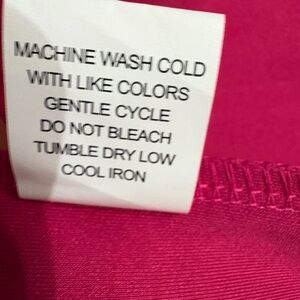 MACHINE WASH COLD
WITH LIKE COLORS
GENTLE CYCLE
DO NOT BLEACH
TUMBLE DRY LOW
COOL IRON